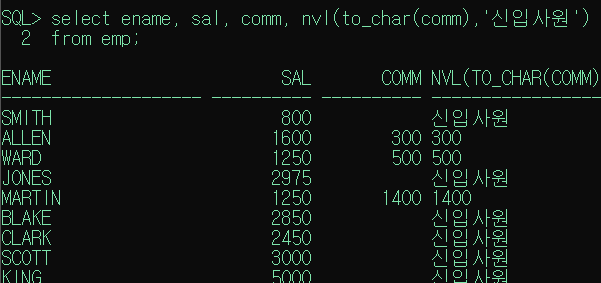 SQL> select ename, sal, comm, nvl(to_char(comm),'신입사원')
2 from emp;
ENAME SAL COMM NVL(TO_CHAR(COMM)
-------------------- ---------- ---------- -----------------
SMITH 800 신입사원
ALLEN 1600 300 300
WARD 1250 500 500
JONES 2975 신입사원
MARTIN 1250 1400 1400
BLAKE 2850 신입사원
CLARK 2450 신입사원
SCOTT 3000 신입사원
KING 5000 신입사원